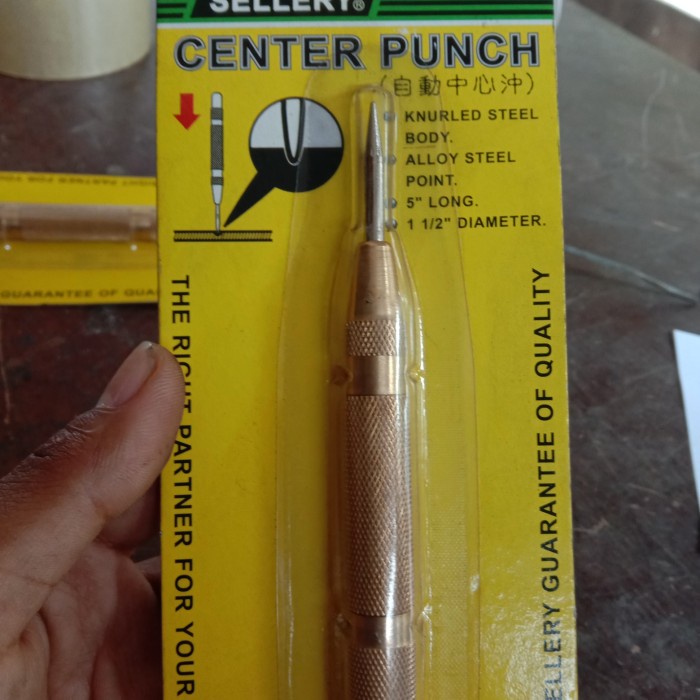 SELLERY®
CENTER PUNCH
(自動中心沖)
KNURLED STEEL
BODY.
ALLOY STEEL
POINT.
5" LONG.
1 1/2" DIAMETER.
THE RIGHT PARTNER FOR YOUR
SELLERY GUARANTEE OF QUALITY
GUARANTEE OF